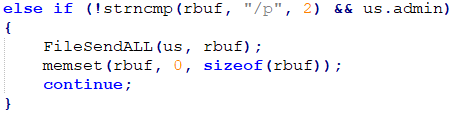 else if (!strncmp(rbuf, "/p", 2) && us.admin)
{
    FileSendALL(us, rbuf);
    memset(rbuf, 0, sizeof(rbuf));
    continue;
}